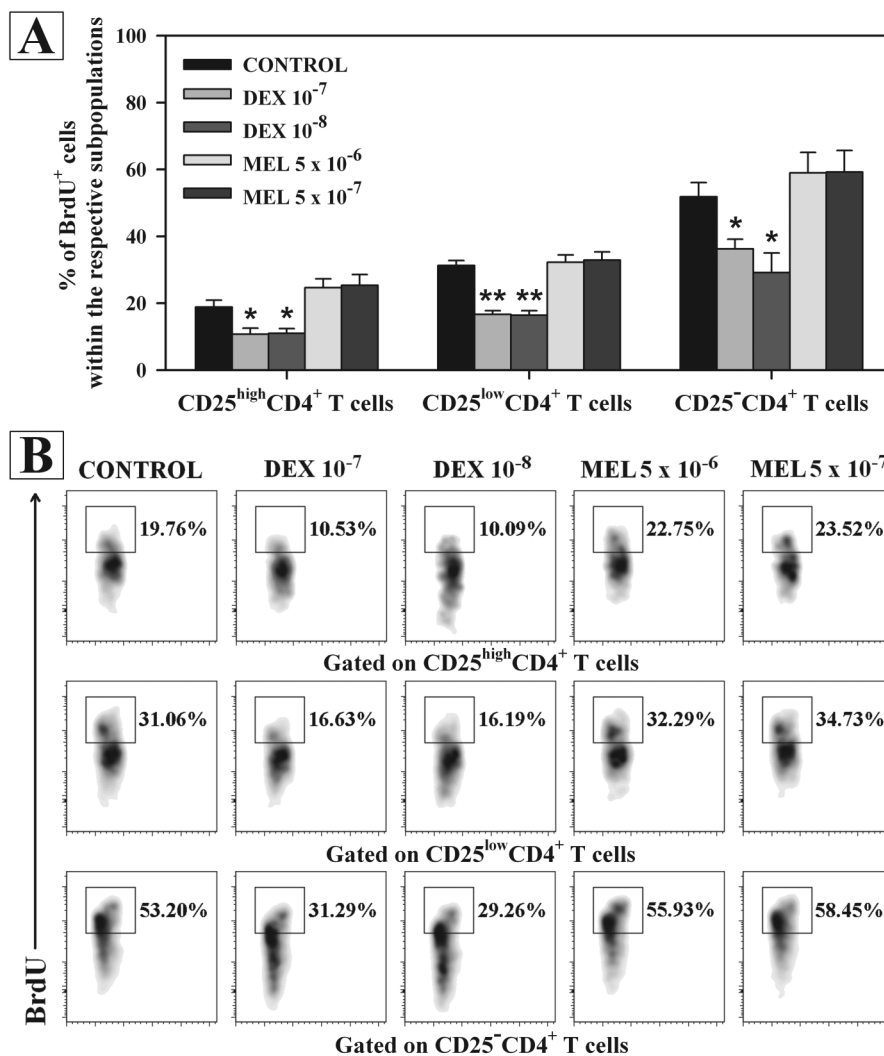 A
% of BrdU⁺ cells
within the respective subpopulations
100
80
60
40
20
0
CONTROL
DEX 10⁻⁷
DEX 10⁻⁸
MEL 5 x 10⁻⁶
MEL 5 x 10⁻⁷
* *
** **
* *
CD25ʰⁱᵍʰCD4⁺ T cells
CD25ˡᵒʷCD4⁺ T cells
CD25⁻CD4⁺ T cells
B
CONTROL
DEX 10⁻⁷
DEX 10⁻⁸
MEL 5 x 10⁻⁶
MEL 5 x 10⁻⁷
19.76%
10.53%
10.09%
22.75%
23.52%
Gated on CD25ʰⁱᵍʰCD4⁺ T cells
31.06%
16.63%
16.19%
32.29%
34.73%
Gated on CD25ˡᵒʷCD4⁺ T cells
53.20%
31.29%
29.26%
55.93%
58.45%
Gated on CD25⁻CD4⁺ T cells
BrdU